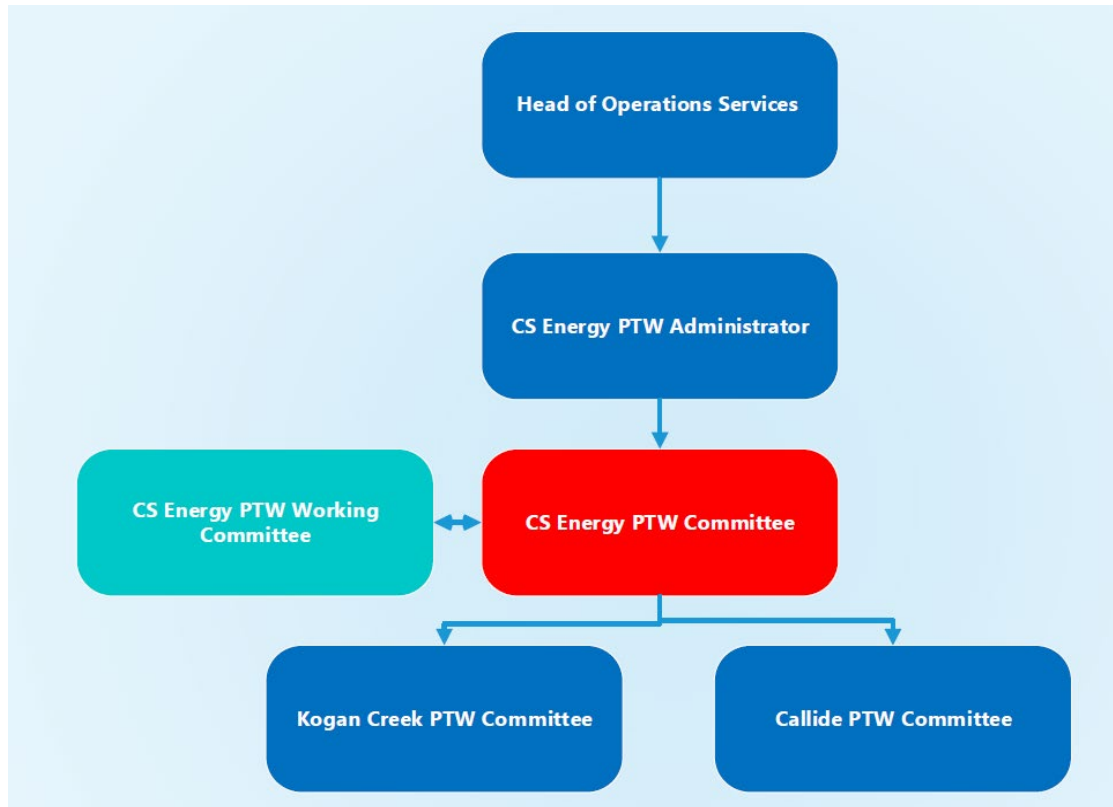 Head of Operations Services
CS Energy PTW Administrator
CS Energy PTW Working
Committee
CS Energy PTW Committee
Kogan Creek PTW Committee
Callide PTW Committee